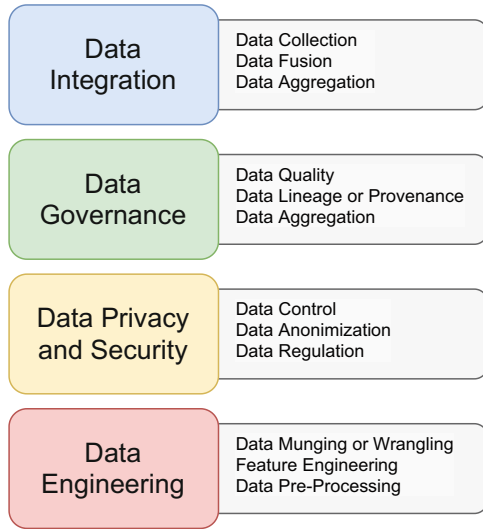 Data
Integration
Data Collection
Data Fusion
Data Aggregation
Data
Governance
Data Quality
Data Lineage or Provenance
Data Aggregation
Data Privacy
and Security
Data Control
Data Anonimization
Data Regulation
Data
Engineering
Data Munging or Wrangling
Feature Engineering
Data Pre-Processing